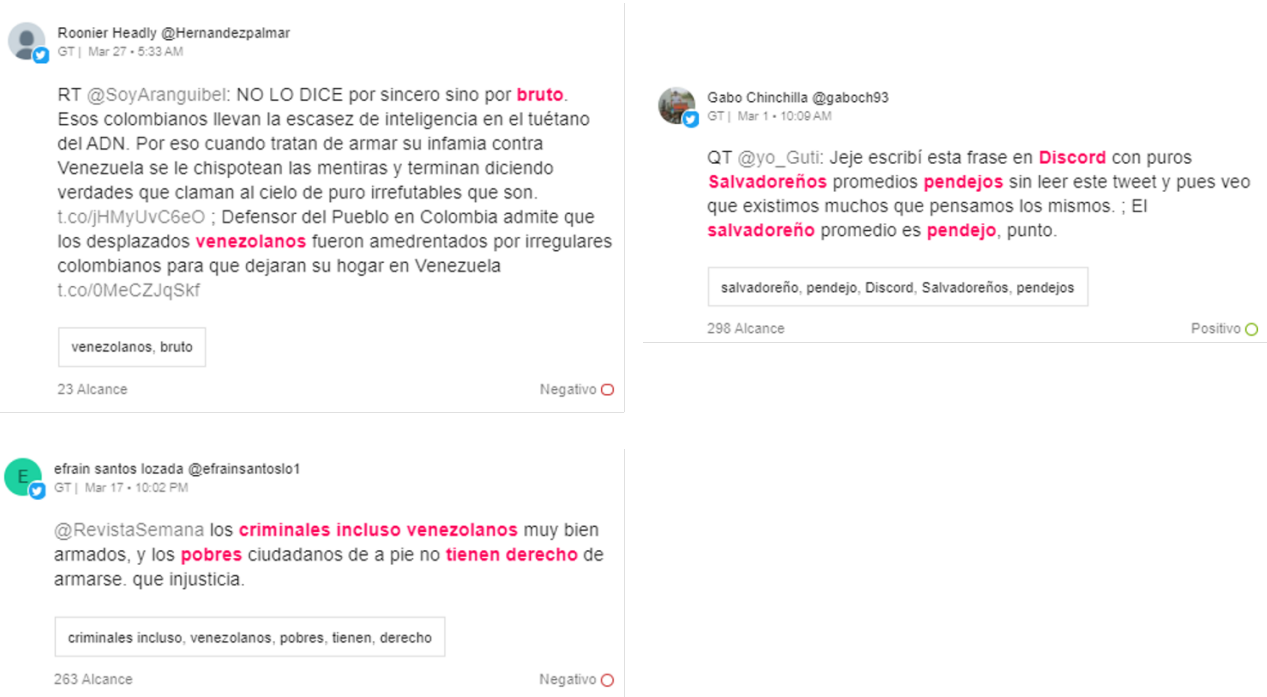 Roonier Headly @Hernandezpalmar
GT | Mar 27 • 5:33 AM
RT @SoyAranguibel: NO LO DICE por sincero sino por bruto.
Esos colombianos llevan la escasez de inteligencia en el tuétano
del ADN. Por eso cuando tratan de armar su infamia contra
Venezuela se le chispotean las mentiras y terminan diciendo
verdades que claman al cielo de puro irrefutables que son.
t.co/jHMyUvC6eO ; Defensor del Pueblo en Colombia admite que
los desplazados venezolanos fueron amedrentados por irregulares
colombianos para que dejaran su hogar en Venezuela
t.co/0MeCZJqSkf
venezolanos, bruto
23 Alcance
Negativo
Gabo Chinchilla @gaboch93
GT | Mar 1 • 10:09 AM
QT @yo_Guti: Jeje escribí esta frase en Discord con puros
Salvadoreños promedios pendejos sin leer este tweet y pues veo
que existimos muchos que pensamos los mismos. ; El
salvadoreño promedio es pendejo, punto.
salvadoreño, pendejo, Discord, Salvadoreños, pendejos
298 Alcance
Positivo
E
efrain santos lozada @efrainsantoslo1
GT | Mar 17 • 10:02 PM
@RevistaSemana los criminales incluso venezolanos muy bien
armados, y los pobres ciudadanos de a pie no tienen derecho de
armarse. que injusticia.
criminales incluso, venezolanos, pobres, tienen, derecho
263 Alcance
Negativo